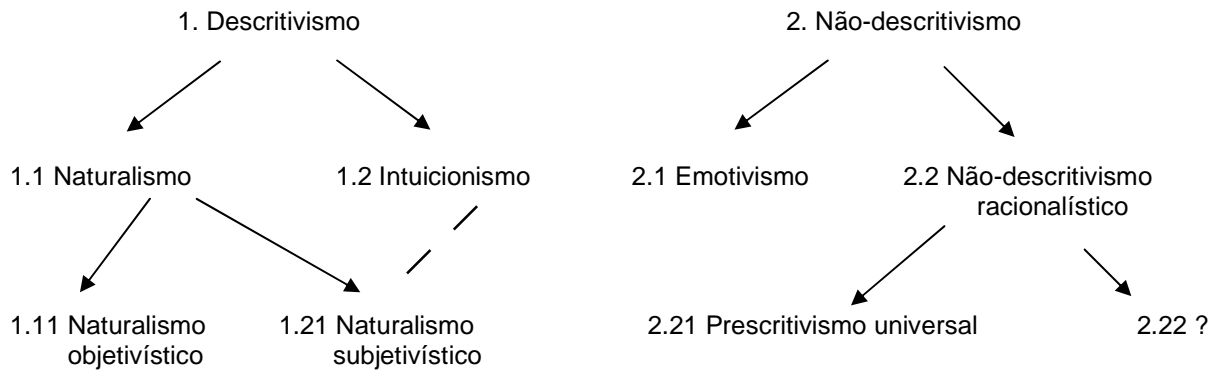 1. Descritivismo
2. Não-descritivismo
1.1 Naturalismo
1.2 Intuicionismo
2.1 Emotivismo
2.2 Não-descritivismo
racionalístico
1.11 Naturalismo
objetivístico
1.21 Naturalismo
subjetivístico
2.21 Prescritivismo universal
2.22 ?